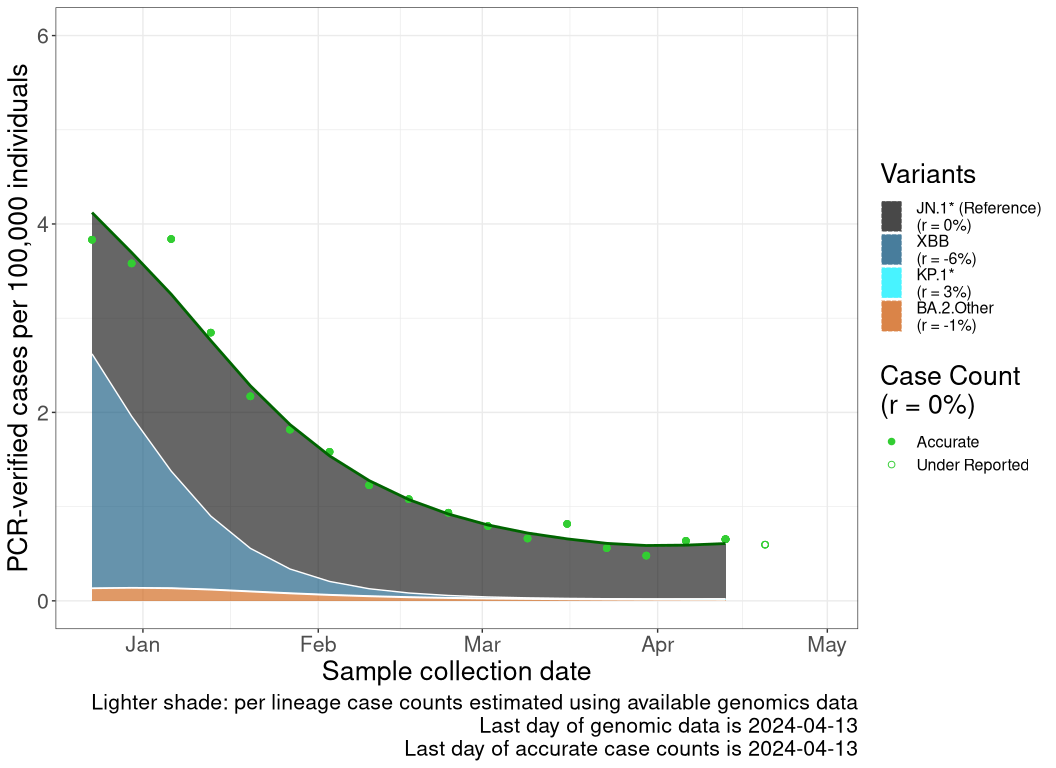 PCR-verified cases per 100,000 individuals
6
4
2
0
Jan Feb Mar Apr May
Sample collection date
Lighter shade: per lineage case counts estimated using available genomics data
Last day of genomic data is 2024-04-13
Last day of accurate case counts is 2024-04-13
Variants
JN.1* (Reference)
(r = 0%)
XBB
(r = -6%)
KP.1*
(r = 3%)
BA.2.Other
(r = -1%)
Case Count
(r = 0%)
Accurate
Under Reported